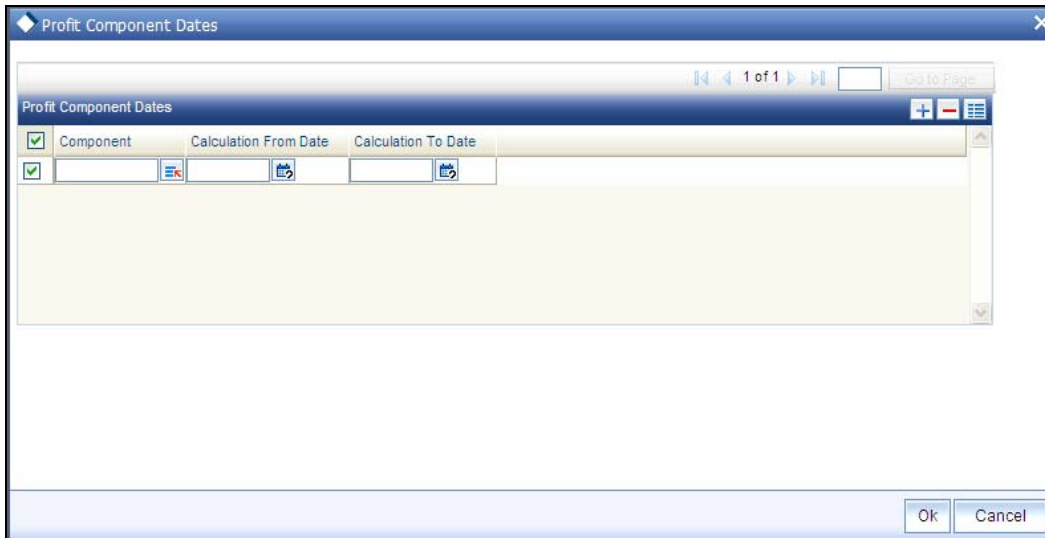 Profit Component Dates
1 of 1 Go to Page
Profit Component Dates
Component Calculation From Date Calculation To Date
Ok Cancel